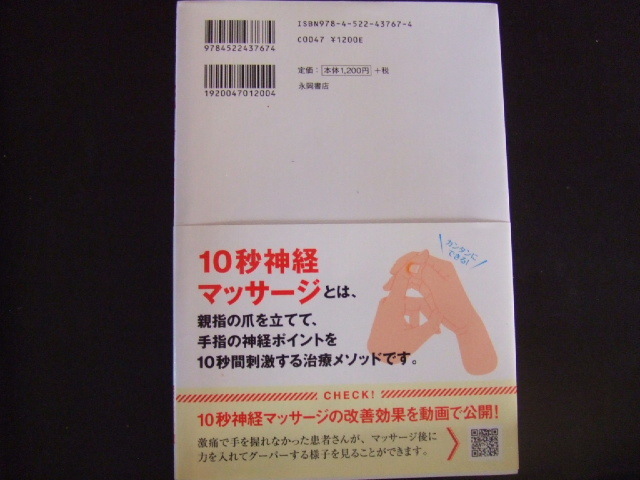 ISBN978-4-522-43767-4
C0047 ¥1200E
9784522437674
定価：本体1,200円+税
永岡書店
1920047012004
カンタンに
できる!
10秒神経
マッサージとは、
親指の爪を立てて、
手指の神経ポイントを
10秒間刺激する治療メソッドです。
CHECK!
10秒神経マッサージの改善効果を動画で公開!
激痛で手を握れなかった患者さんが、マッサージ後に
力を入れてグーパーする様子を見ることができます。